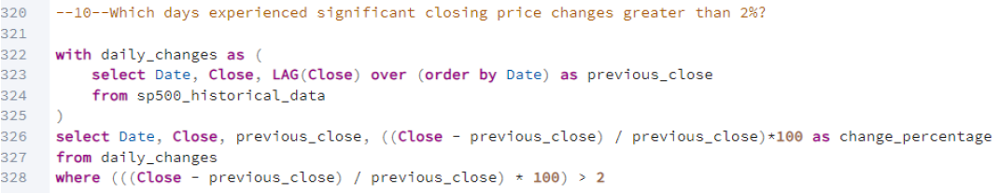 320 --10--Which days experienced significant closing price changes greater than 2%?
321
322 with daily_changes as (
323     select Date, Close, LAG(Close) over (order by Date) as previous_close
324     from sp500_historical_data
325 )
326 select Date, Close, previous_close, ((Close - previous_close) / previous_close)*100 as change_percentage
327 from daily_changes
328 where (((Close - previous_close) / previous_close) * 100) > 2